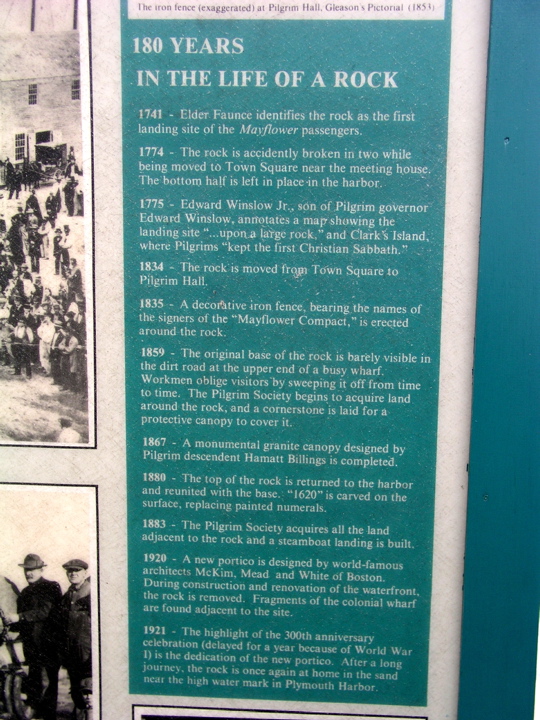 The iron fence (exaggerated) at Pilgrim Hall, Gleason's Pictorial (1853)
180 YEARS
IN THE LIFE OF A ROCK
1741 - Elder Faunce identifies the rock as the first
landing site of the Mayflower passengers.
1774 - The rock is accidently broken in two while
being moved to Town Square near the meeting house.
The bottom half is left in place in the harbor.
1775 - Edward Winslow Jr., son of Pilgrim governor
Edward Winslow, annotates a map showing the
landing site "...upon a large rock," and Clark's Island,
where Pilgrims "kept the first Christian Sabbath."
1834 - The rock is moved from Town Square to
Pilgrim Hall.
1835 - A decorative iron fence, bearing the names of
the signers of the "Mayflower Compact," is erected
around the rock.
1859 - The original base of the rock is barely visible in
the dirt road at the upper end of a busy wharf.
Workmen oblige visitors by sweeping it off from time
to time. The Pilgrim Society begins to acquire land
around the rock, and a cornerstone is laid for a
protective canopy to cover it.
1867 - A monumental granite canopy designed by
Pilgrim descendent Hamatt Billings is completed.
1880 - The top of the rock is returned to the harbor
and reunited with the base. "1620" is carved on the
surface, replacing painted numerals.
1883 - The Pilgrim Society acquires all the land
adjacent to the rock and a steamboat landing is built.
1920 - A new portico is designed by world-famous
architects McKim, Mead and White of Boston.
During construction and renovation of the waterfront,
the rock is removed. Fragments of the colonial wharf
are found adjacent to the site.
1921 - The highlight of the 300th anniversary
celebration (delayed for a year because of World War
I) is the dedication of the new portico. After a long
journey, the rock is once again at home in the sand
near the high water mark in Plymouth Harbor.